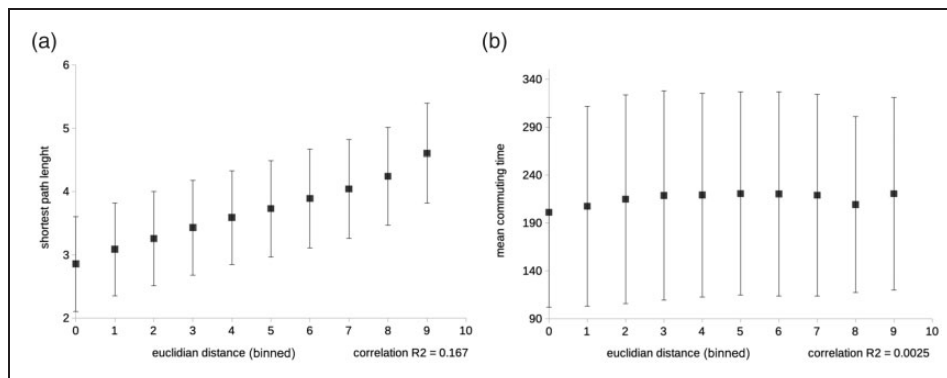 (a)
6
5
4
3
2
shortest path lenght
0 1 2 3 4 5 6 7 8 9 10
euclidian distance (binned) correlation R2 = 0.167
(b)
340
290
240
190
140
90
mean commuting time
0 1 2 3 4 5 6 7 8 9 10
euclidian distance (binned) correlation R2 = 0.0025